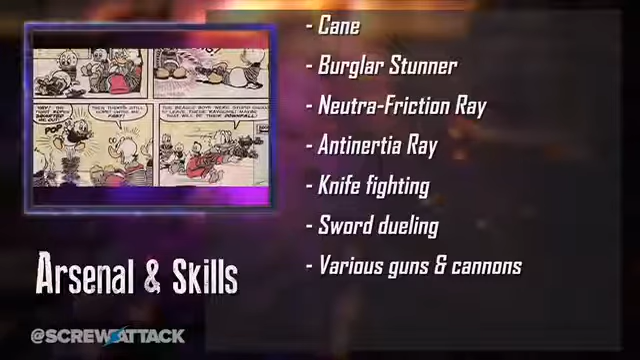 - Cane
- Burglar Stunner
- Neutra-Friction Ray
- Antinertia Ray
- Knife fighting
- Sword dueling
- Various guns & cannons
Arsenal & Skills
@SCREWATTACK